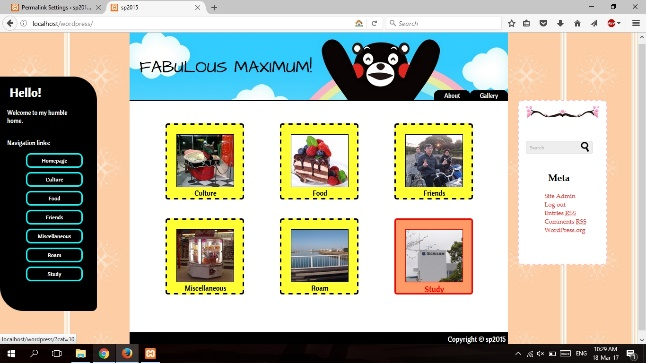 Permalink Settings ‹ sp201...
sp2015
localhost/wordpress/
Search
FABULOUS MAXIMUM!
About
Gallery
Hello!
Welcome to my humble
home.
Navigation links:
Homepage
Culture
Food
Friends
Miscellaneous
Roam
Study
Culture
Food
Friends
Miscellaneous
Roam
Study
Search
Meta
Site Admin
Log out
Entries RSS
Comments RSS
WordPress.org
Copyright © sp2015
localhost/wordpress/?cat=10
ENG
10:29 AM
18-Mar-17